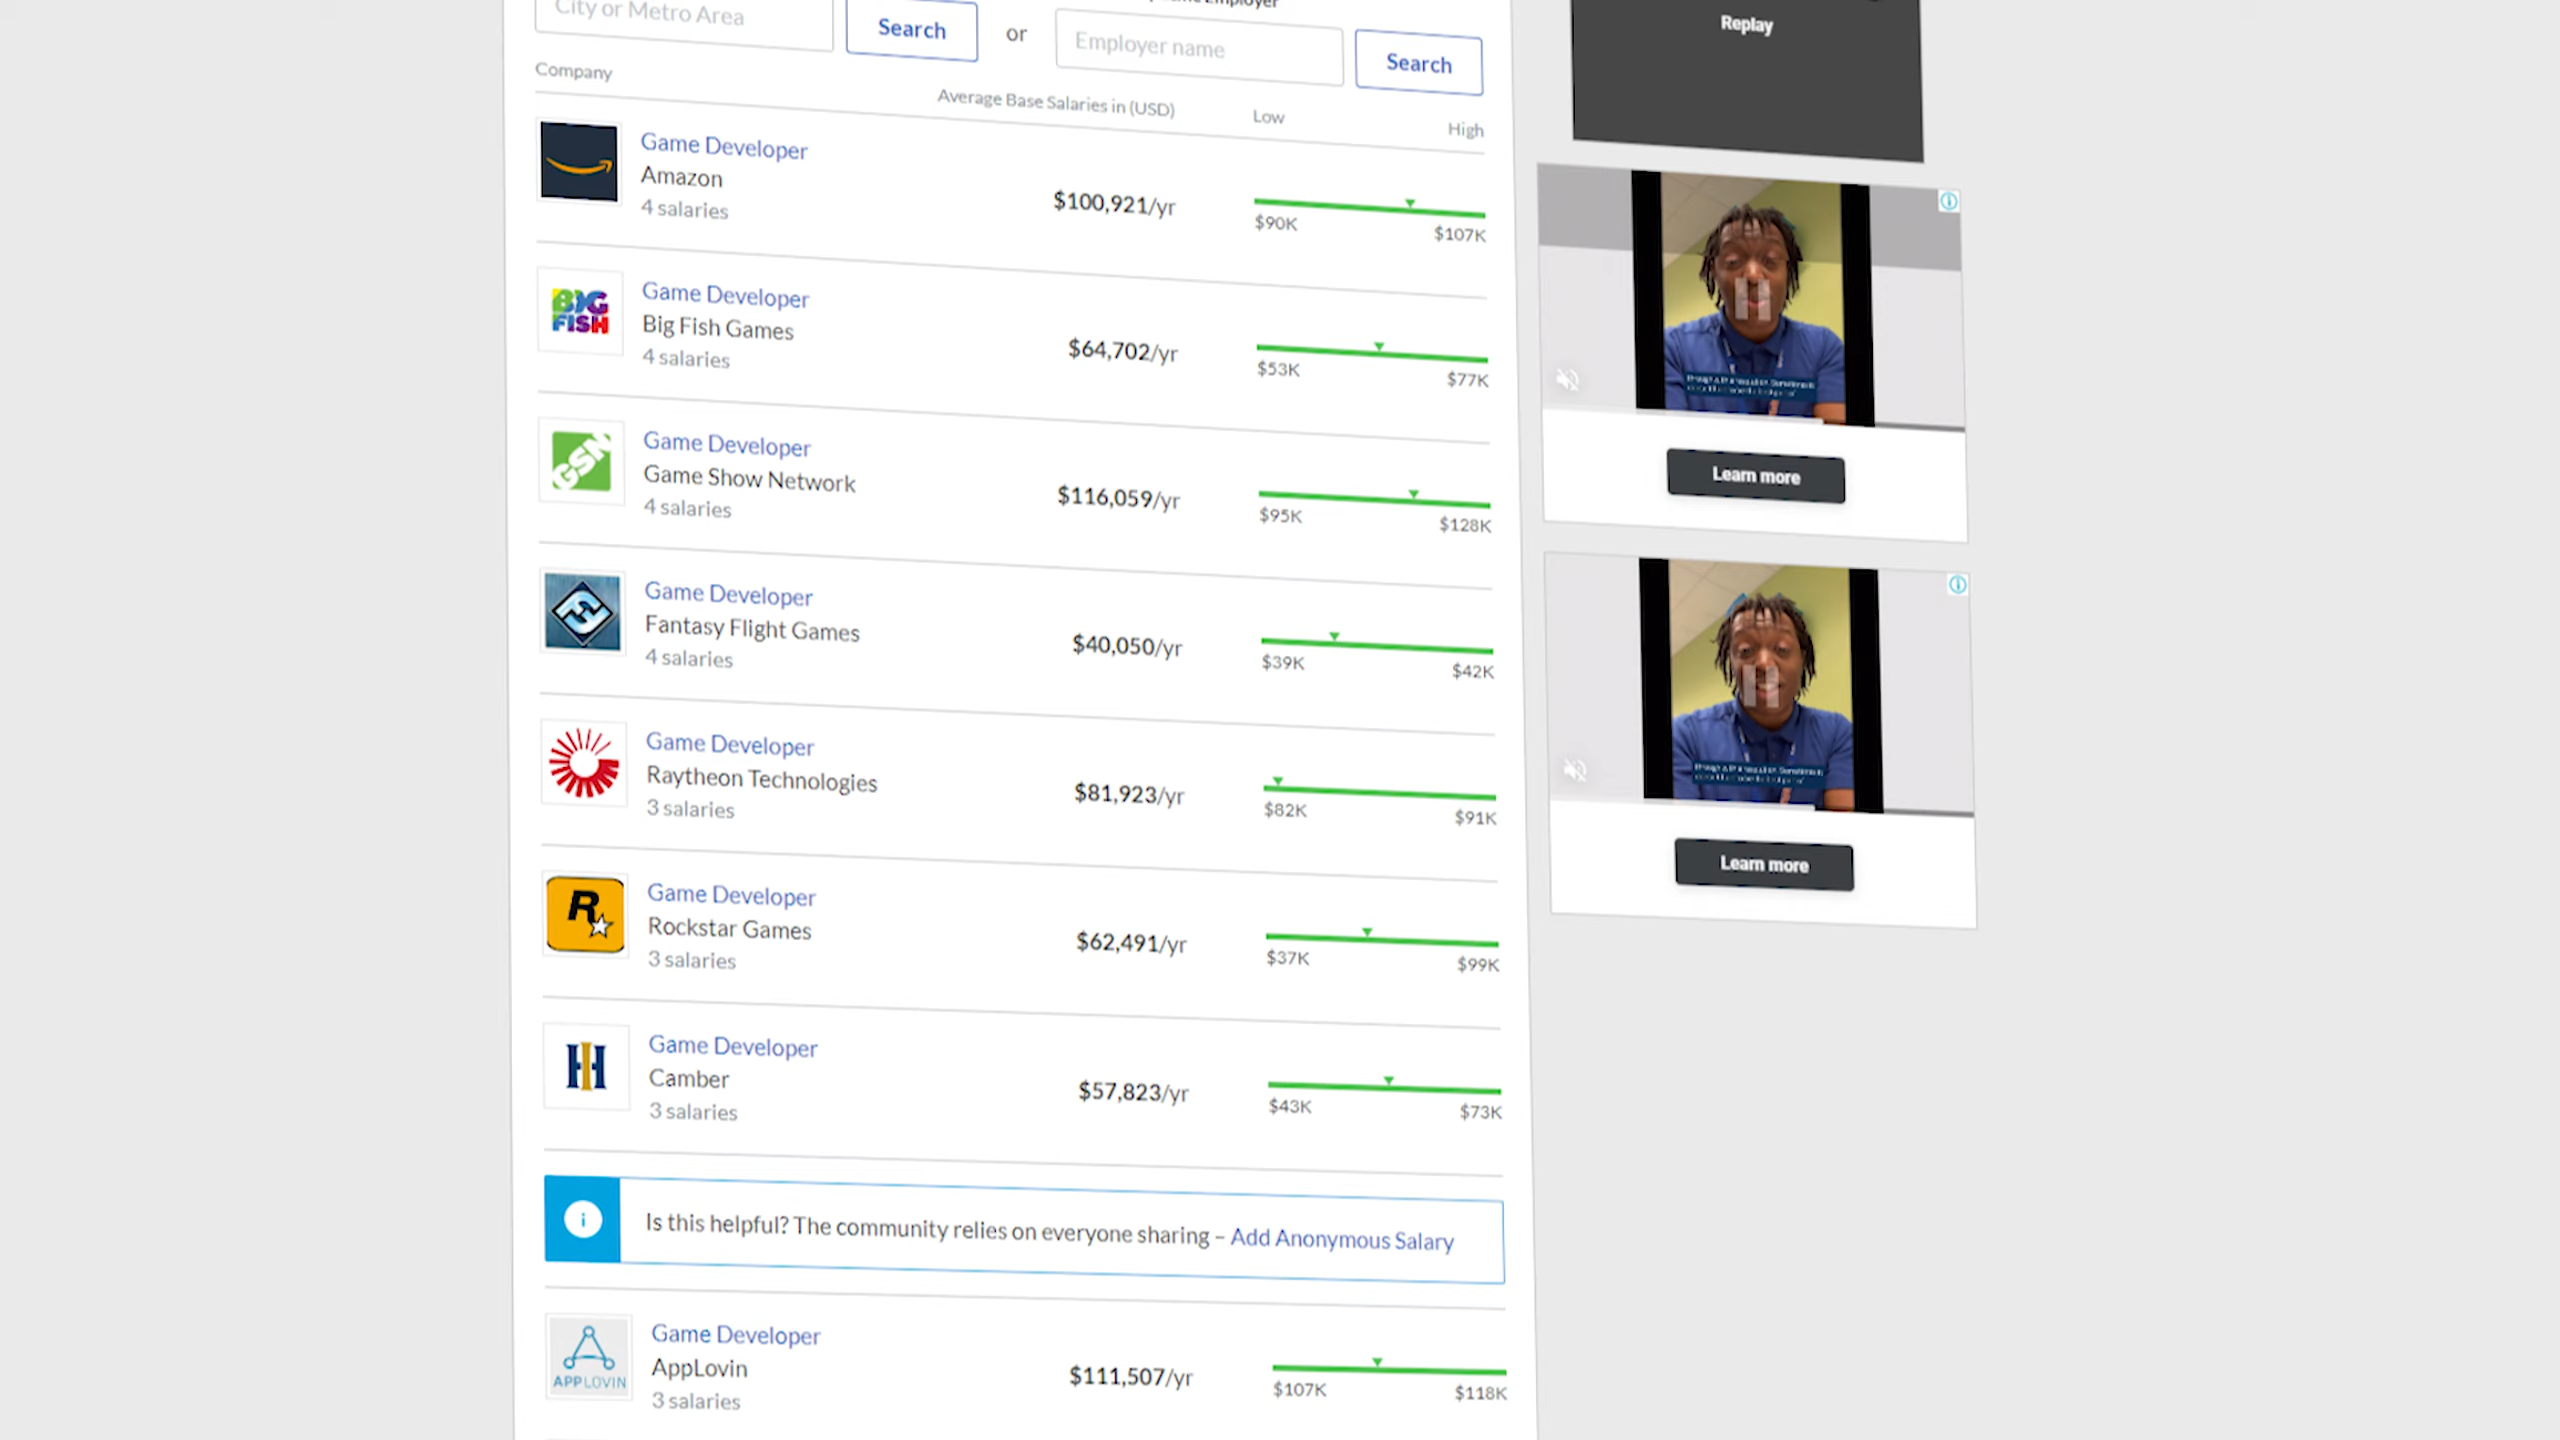 City or Metro Area
Search
or
Employer name
Search
Replay
Company
Average Base Salaries in (USD)
Low
High
Game Developer
Amazon
4 salaries
$100,921/yr
$90K
$107K
BIG
FISH
Game Developer
Big Fish Games
4 salaries
$64,702/yr
$53K
$77K
GSN
Game Developer
Game Show Network
4 salaries
$116,059/yr
$95K
$128K
Game Developer
Fantasy Flight Games
4 salaries
$40,050/yr
$39K
$42K
Game Developer
Raytheon Technologies
3 salaries
$81,923/yr
$82K
$91K
R
Game Developer
Rockstar Games
3 salaries
$62,491/yr
$37K
$99K
Game Developer
Camber
3 salaries
$57,823/yr
$43K
$73K
Is this helpful? The community relies on everyone sharing – Add Anonymous Salary
APPLOVIN
Game Developer
AppLovin
3 salaries
$111,507/yr
$107K
$118K
Learn more
Learn more